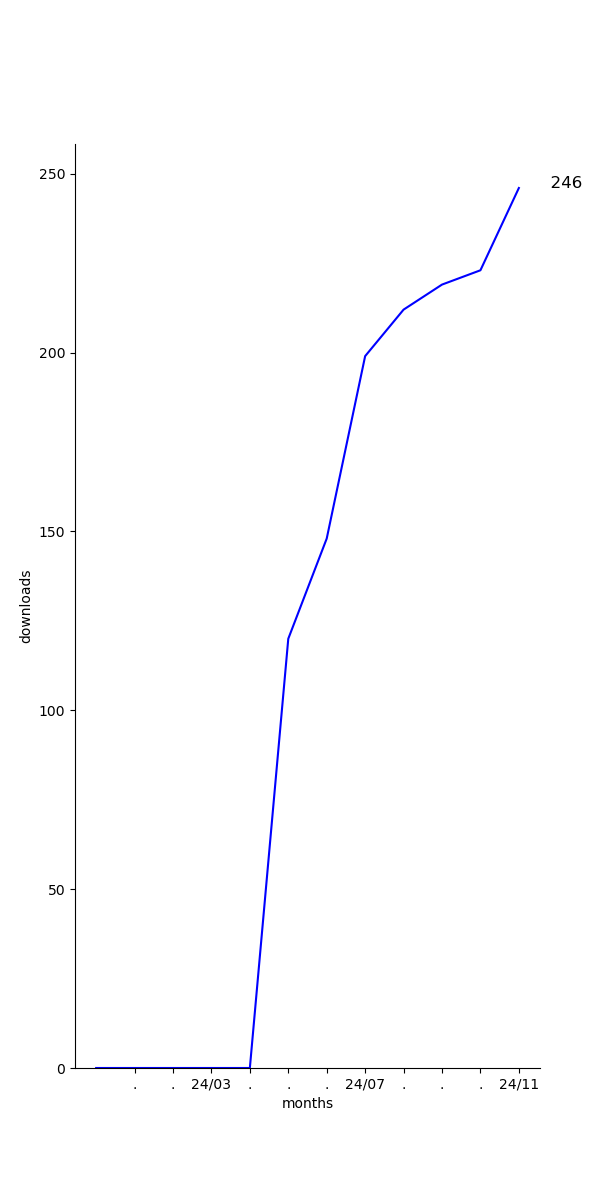 250
246
200
150
downloads
100
50
0
. . 24/03 . . . 24/07 . . . 24/11
months